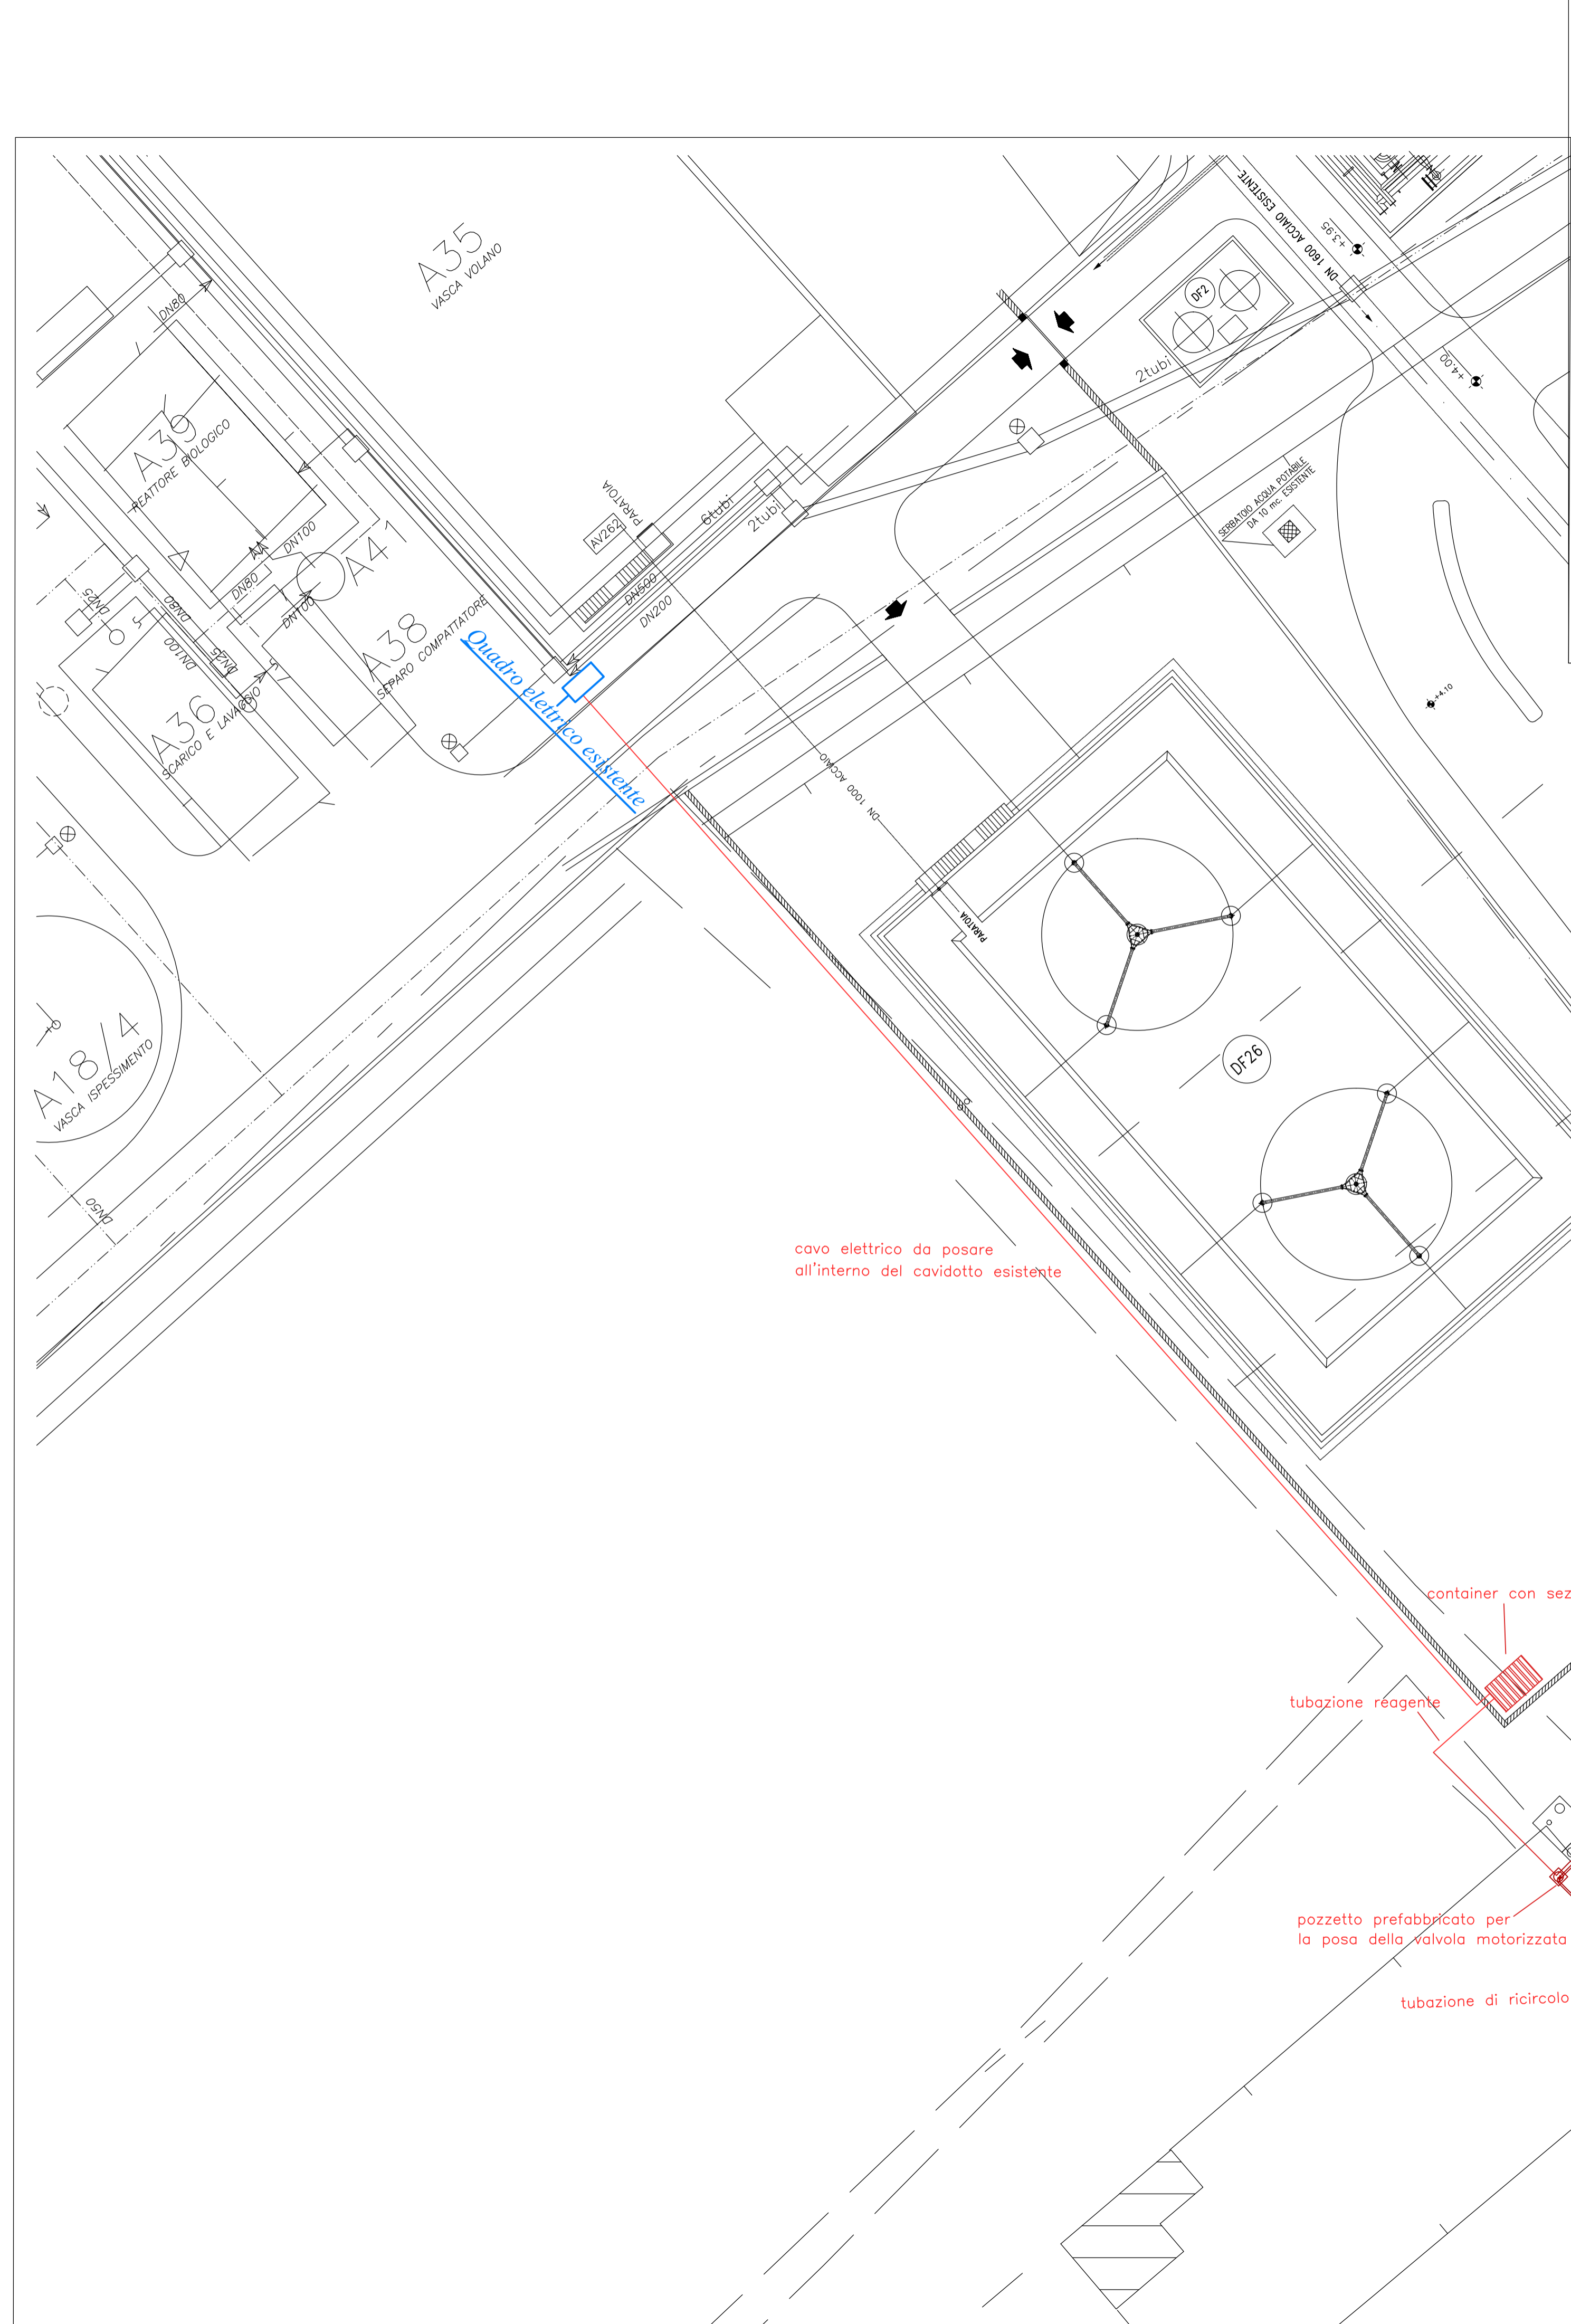 DN 1600 ACCIAIO ESISTENTE
+3.95
+4.00
DF2
2tubi
A35
VASCA VOLANO
DN80
A39
REATTORE BIOLOGICO
SERBATOIO ACQUA POTABILE
DA 10 mc. ESISTENTE
PARATOIA
AV262
6tubi
2tubi
DN500
DN200
DN100
A41
DN80
DN100
DN25
DN80
DN100
DN25
A38
SEPARO COMPATTATORE
A36
SCARICO E LAVAGGIO
Quadro elettrico esistente
+4.10
DN 1000 ACCIAIO
PARATOIA
DF26
A18/4
VASCA ISPESSIMENTO
DN50
cavo elettrico da posare
all'interno del cavidotto esistente
container con sez
tubazione reagente
pozzetto prefabbricato per
la posa della valvola motorizzata
tubazione di ricircolo